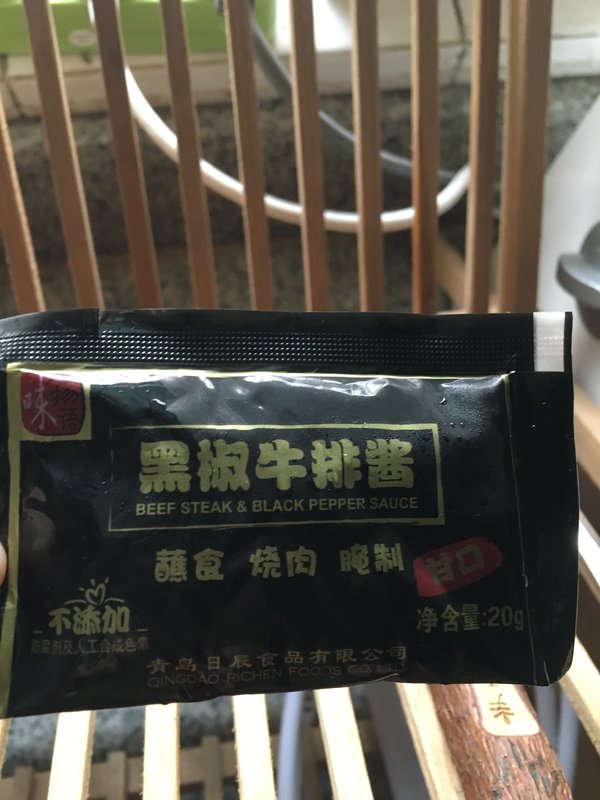 味物语
黑椒牛排酱
BEEF STEAK & BLACK PEPPER SAUCE
蘸食 烧肉 腌制
甘口
不添加
防腐剂及人工合成色素
净含量:20g
青岛日辰食品有限公司
QINGDAO RICHEN FOODS CO.,LTD